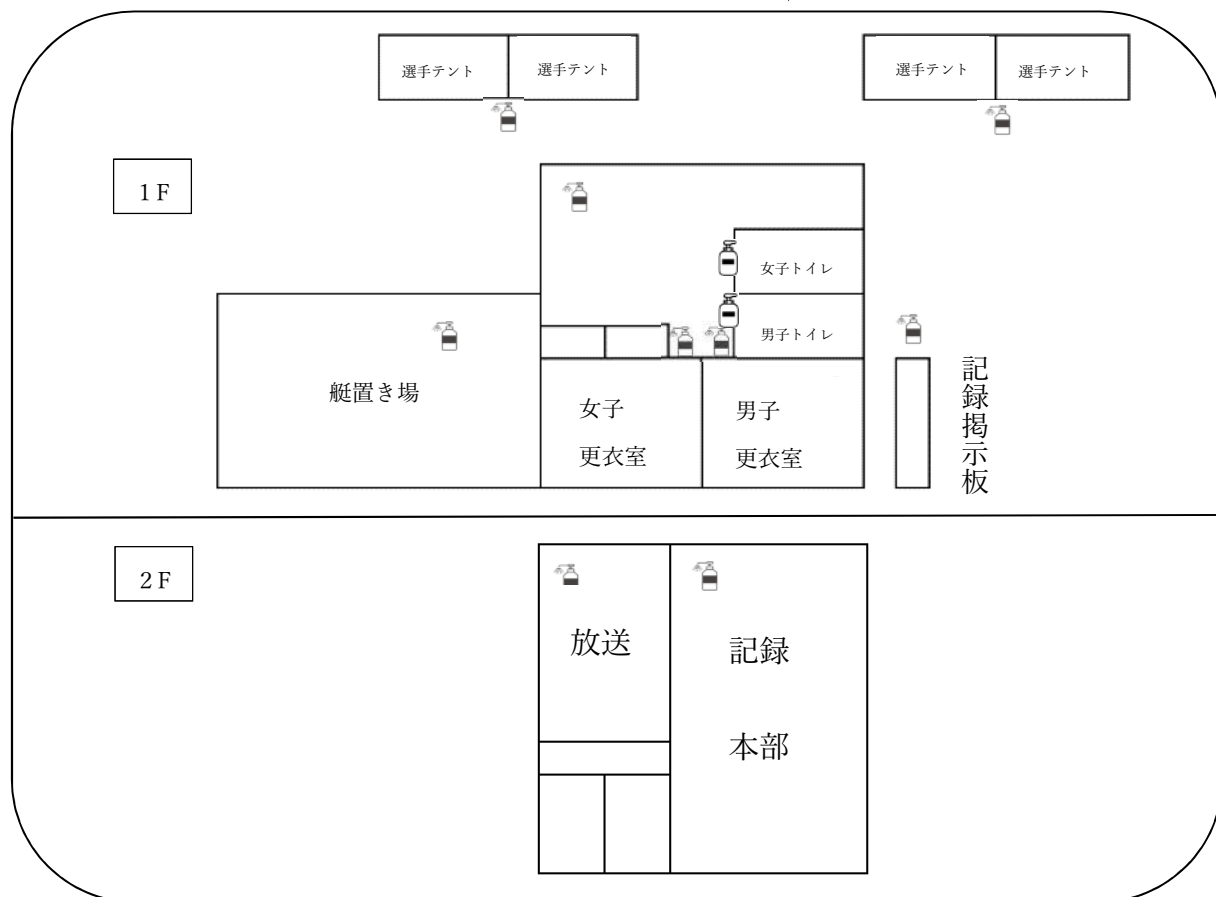 選手テント
選手テント
選手テント
選手テント
1F
女子トイレ
男子トイレ
艇置き場
女子
更衣室
男子
更衣室
記録掲示板
2F
放送
記録
本部